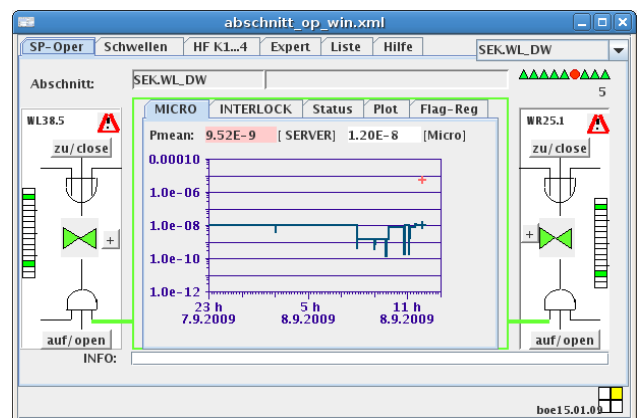 abschnitt_op_win.xml
SP-Oper Schwellen HF K1...4 Expert Liste Hilfe SEK.WL_DW
Abschnitt: SEK.WL_DW
5
WL38.5 MICRO INTERLOCK Status Plot Flag-Reg WR25.1
zu/close Pmean: 9.52E-9 [ SERVER] 1.20E-8 [Micro] zu/close
0.00010
1.0e-06
1.0e-08
+ +
1.0e-10
1.0e-12
23 h 5 h 11 h
7.9.2009 8.9.2009 8.9.2009
auf/open auf/open
INFO:
boe15.01.09